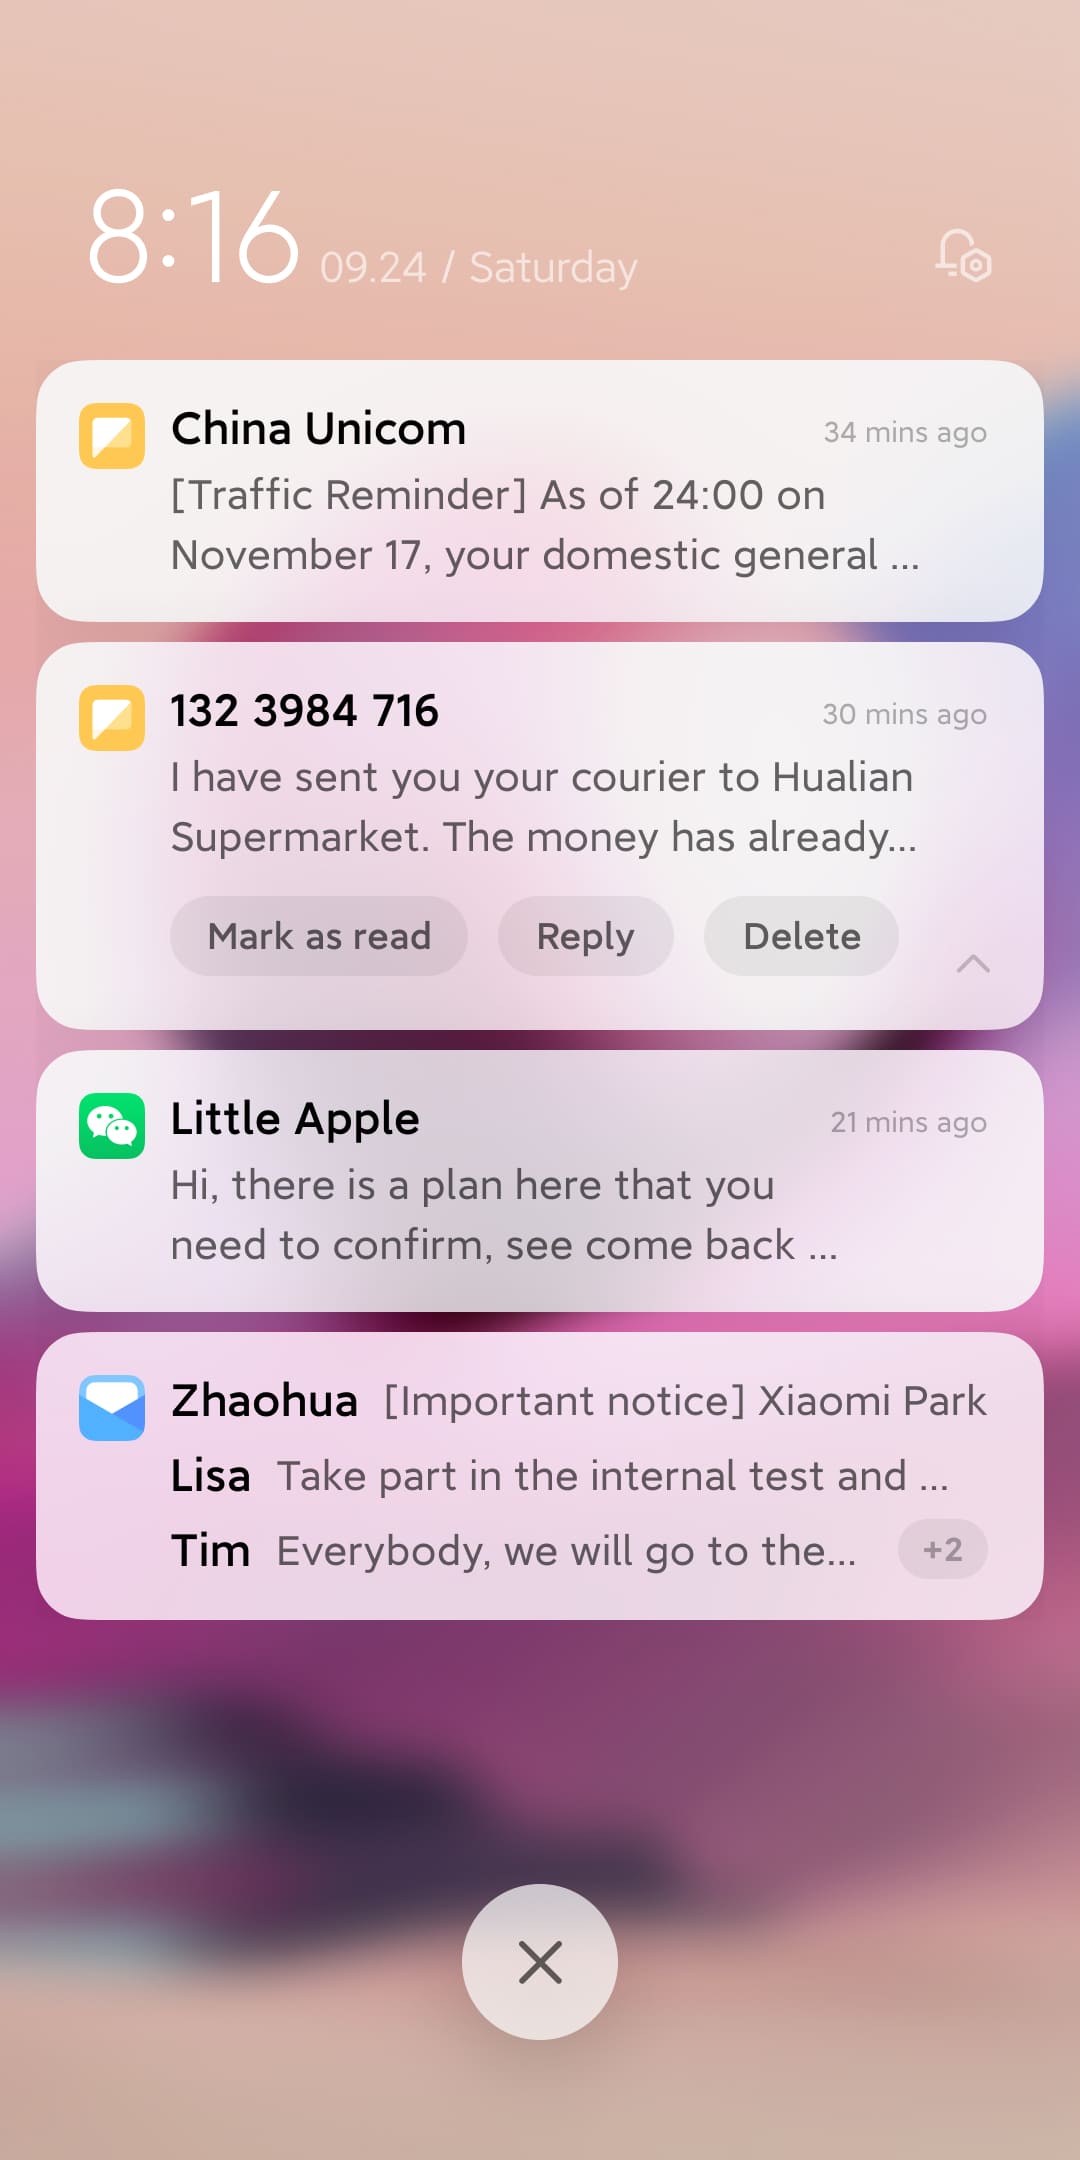 8:16 09.24 / Saturday
China Unicom 34 mins ago
[Traffic Reminder] As of 24:00 on
November 17, your domestic general ...
132 3984 716 30 mins ago
I have sent you your courier to Hualian
Supermarket. The money has already...
Mark as read Reply Delete
Little Apple 21 mins ago
Hi, there is a plan here that you
need to confirm, see come back ...
Zhaohua [Important notice] Xiaomi Park
Lisa Take part in the internal test and ...
Tim Everybody, we will go to the... +2